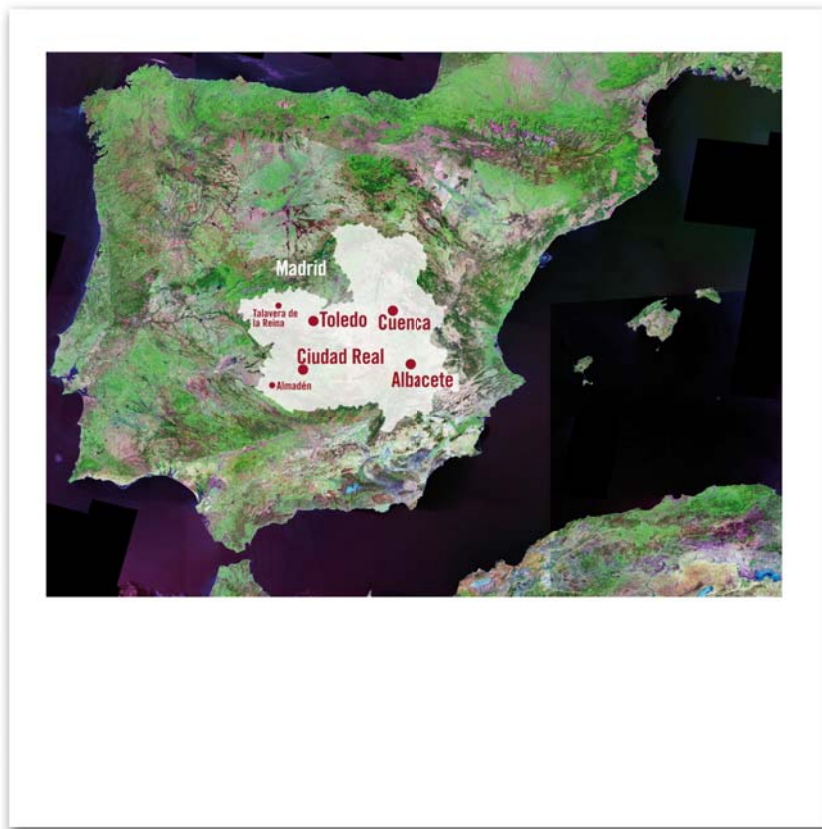 Madrid
Talavera de
la Reina
Toledo
Cuenca
Ciudad Real
Almadén
Albacete